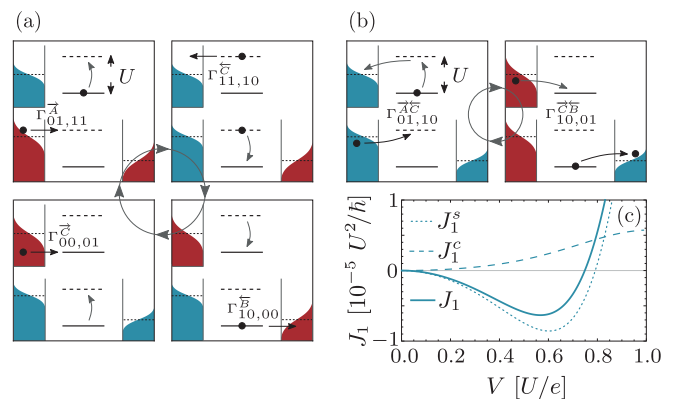 (a)
U
Γ^{\overleftarrow{C}}_{11,10}
Γ^{\overrightarrow{A}}_{01,11}
Γ^{\overrightarrow{C}}_{00,01}
Γ^{\overleftarrow{B}}_{10,00}
(b)
U
Γ^{\overrightarrow{A}\overleftarrow{C}}_{01,10}
Γ^{\overrightarrow{C}\overleftarrow{B}}_{10,01}
(c)
J_1 [10^{-5} U^2/ħ]
1
0
−1
J_1^s
J_1^c
J_1
0.0 0.2 0.4 0.6 0.8 1.0
V [U/e]